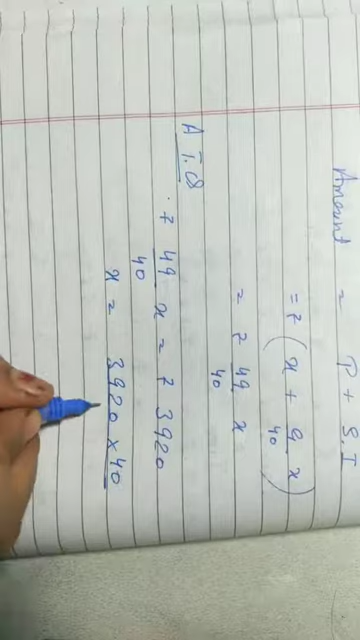 Amount = P + S.I
= ₹ (x + 9/40 x)
= ₹ 49/40 x
A T.Q
₹ 49/40 x = ₹ 3920
x = 3920 × 40